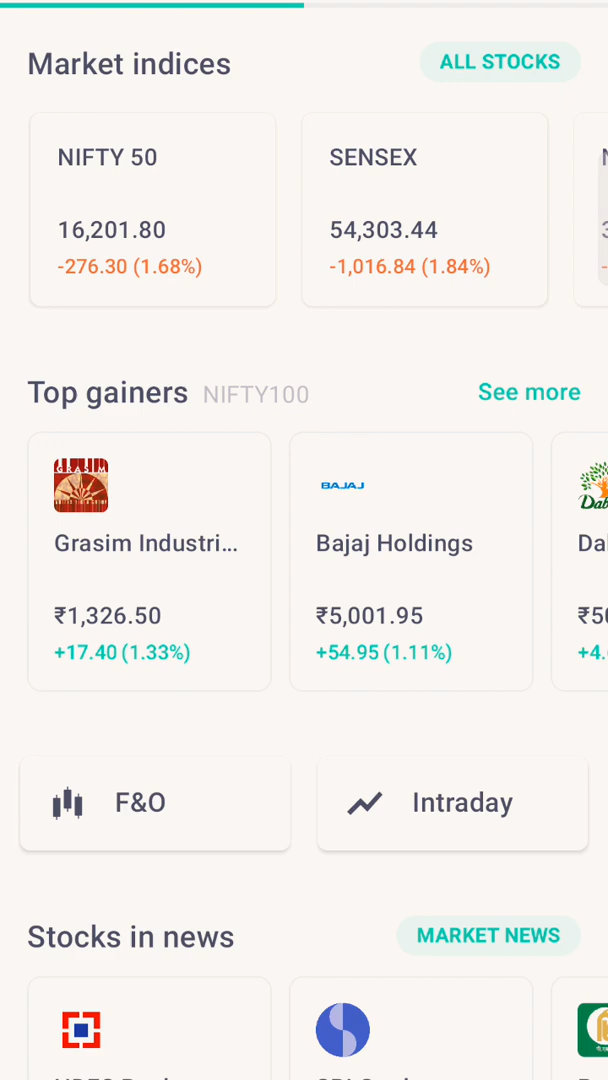 Market indices
ALL STOCKS
NIFTY 50
SENSEX
16,201.80
54,303.44
-276.30 (1.68%)
-1,016.84 (1.84%)
Top gainers NIFTY100
See more
GRASIM
BAJAJ
Grasim Industri...
Bajaj Holdings
₹1,326.50
₹5,001.95
+17.40 (1.33%)
+54.95 (1.11%)
F&O
Intraday
Stocks in news
MARKET NEWS